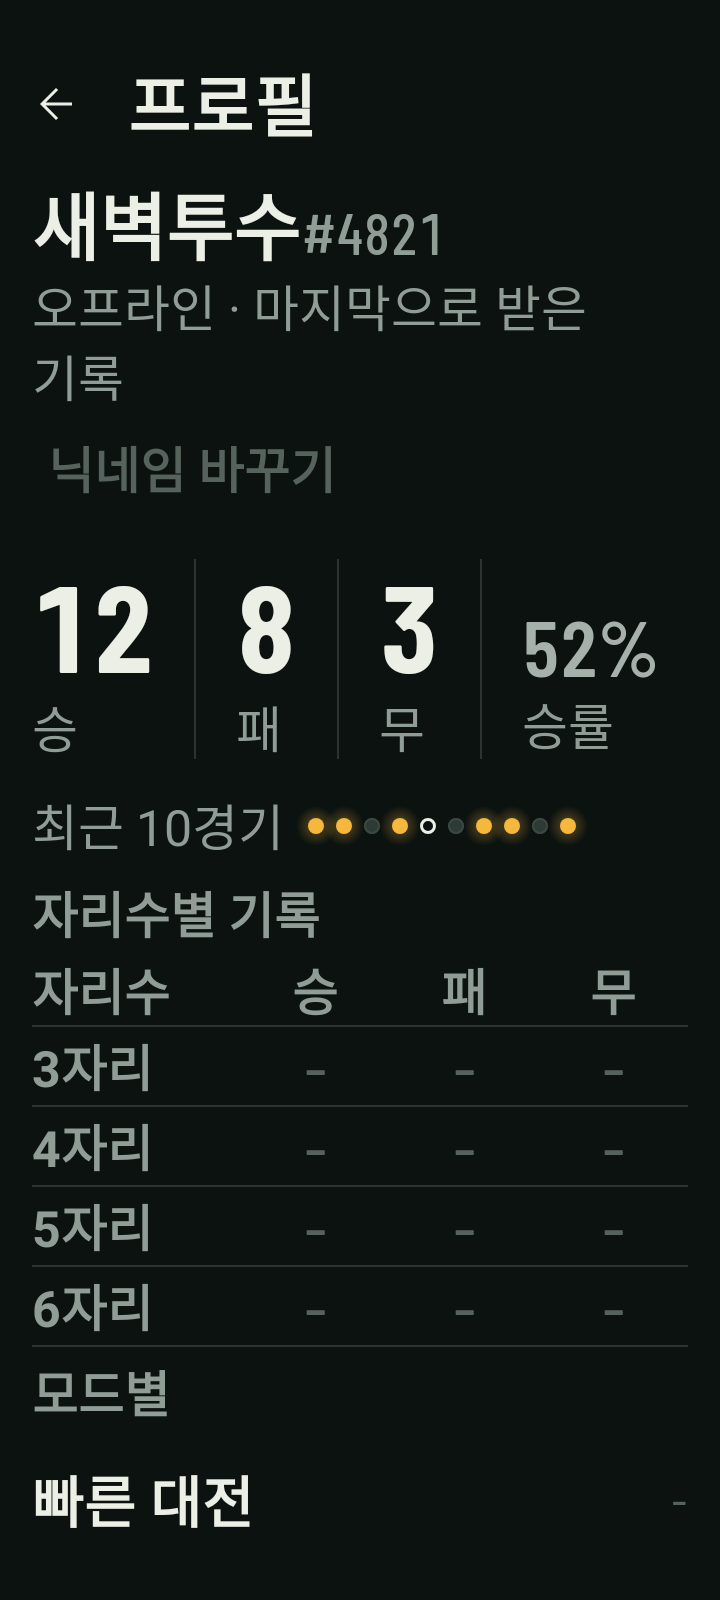 프로필
새벽투수#4821
오프라인 · 마지막으로 받은
기록
닉네임 바꾸기
12 8 3 52%
승 패 무 승률
최근 10경기
자리수별 기록
자리수 승 패 무
3자리 - - -
4자리 - - -
5자리 - - -
6자리 - - -
모드별
빠른 대전 -